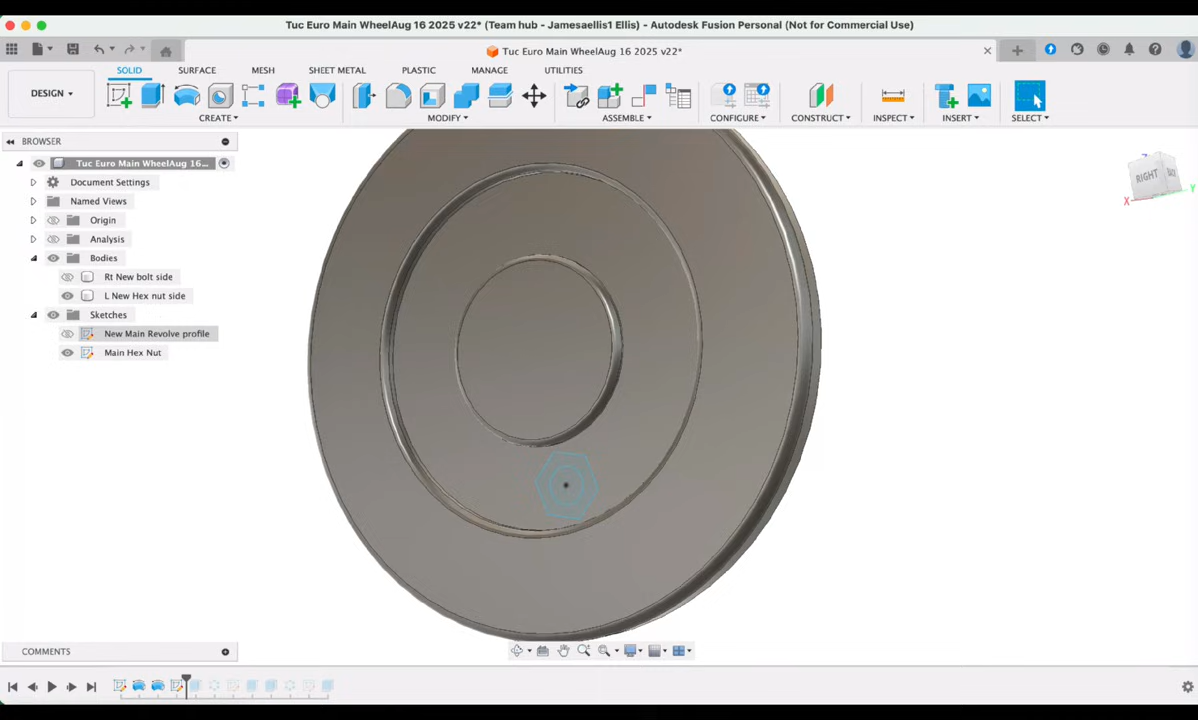 Tuc Euro Main WheelAug 16 2025 v22* (Team hub - Jamesaellis1 Ellis) - Autodesk Fusion Personal (Not for Commercial Use)
Tuc Euro Main WheelAug 16 2025 v22*
SOLID SURFACE MESH SHEET METAL PLASTIC MANAGE UTILITIES
DESIGN
CREATE MODIFY ASSEMBLE CONFIGURE CONSTRUCT INSPECT INSERT SELECT
BROWSER
Tuc Euro Main WheelAug 16...
Document Settings
Named Views
Origin
Analysis
Bodies
Rt New bolt side
L New Hex nut side
Sketches
New Main Revolve profile
Main Hex Nut
RIGHT BACK
X Y
COMMENTS